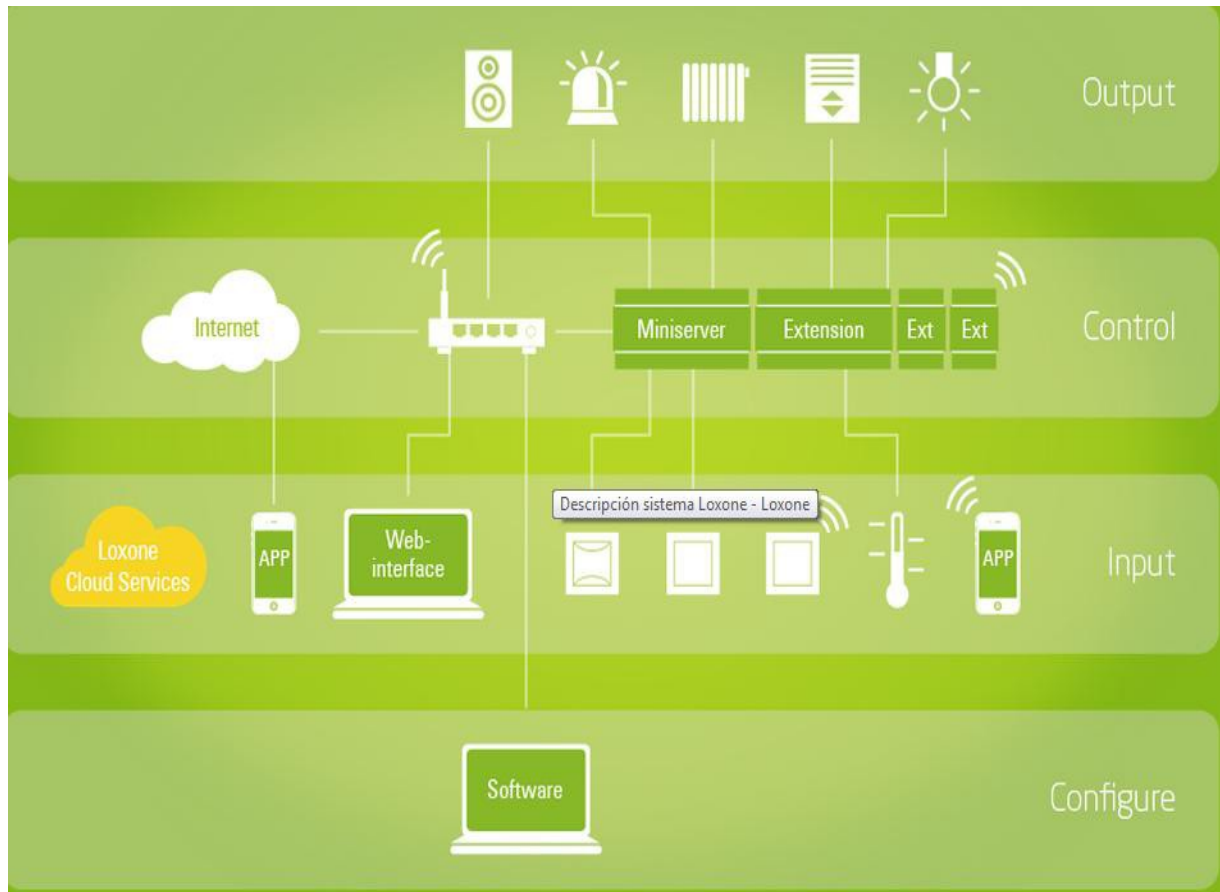 Output
Internet
Miniserver
Extension
Ext
Ext
Control
Descripción sistema Loxone - Loxone
Loxone
Cloud Services
APP
Web-
interface
APP
Input
Software
Configure